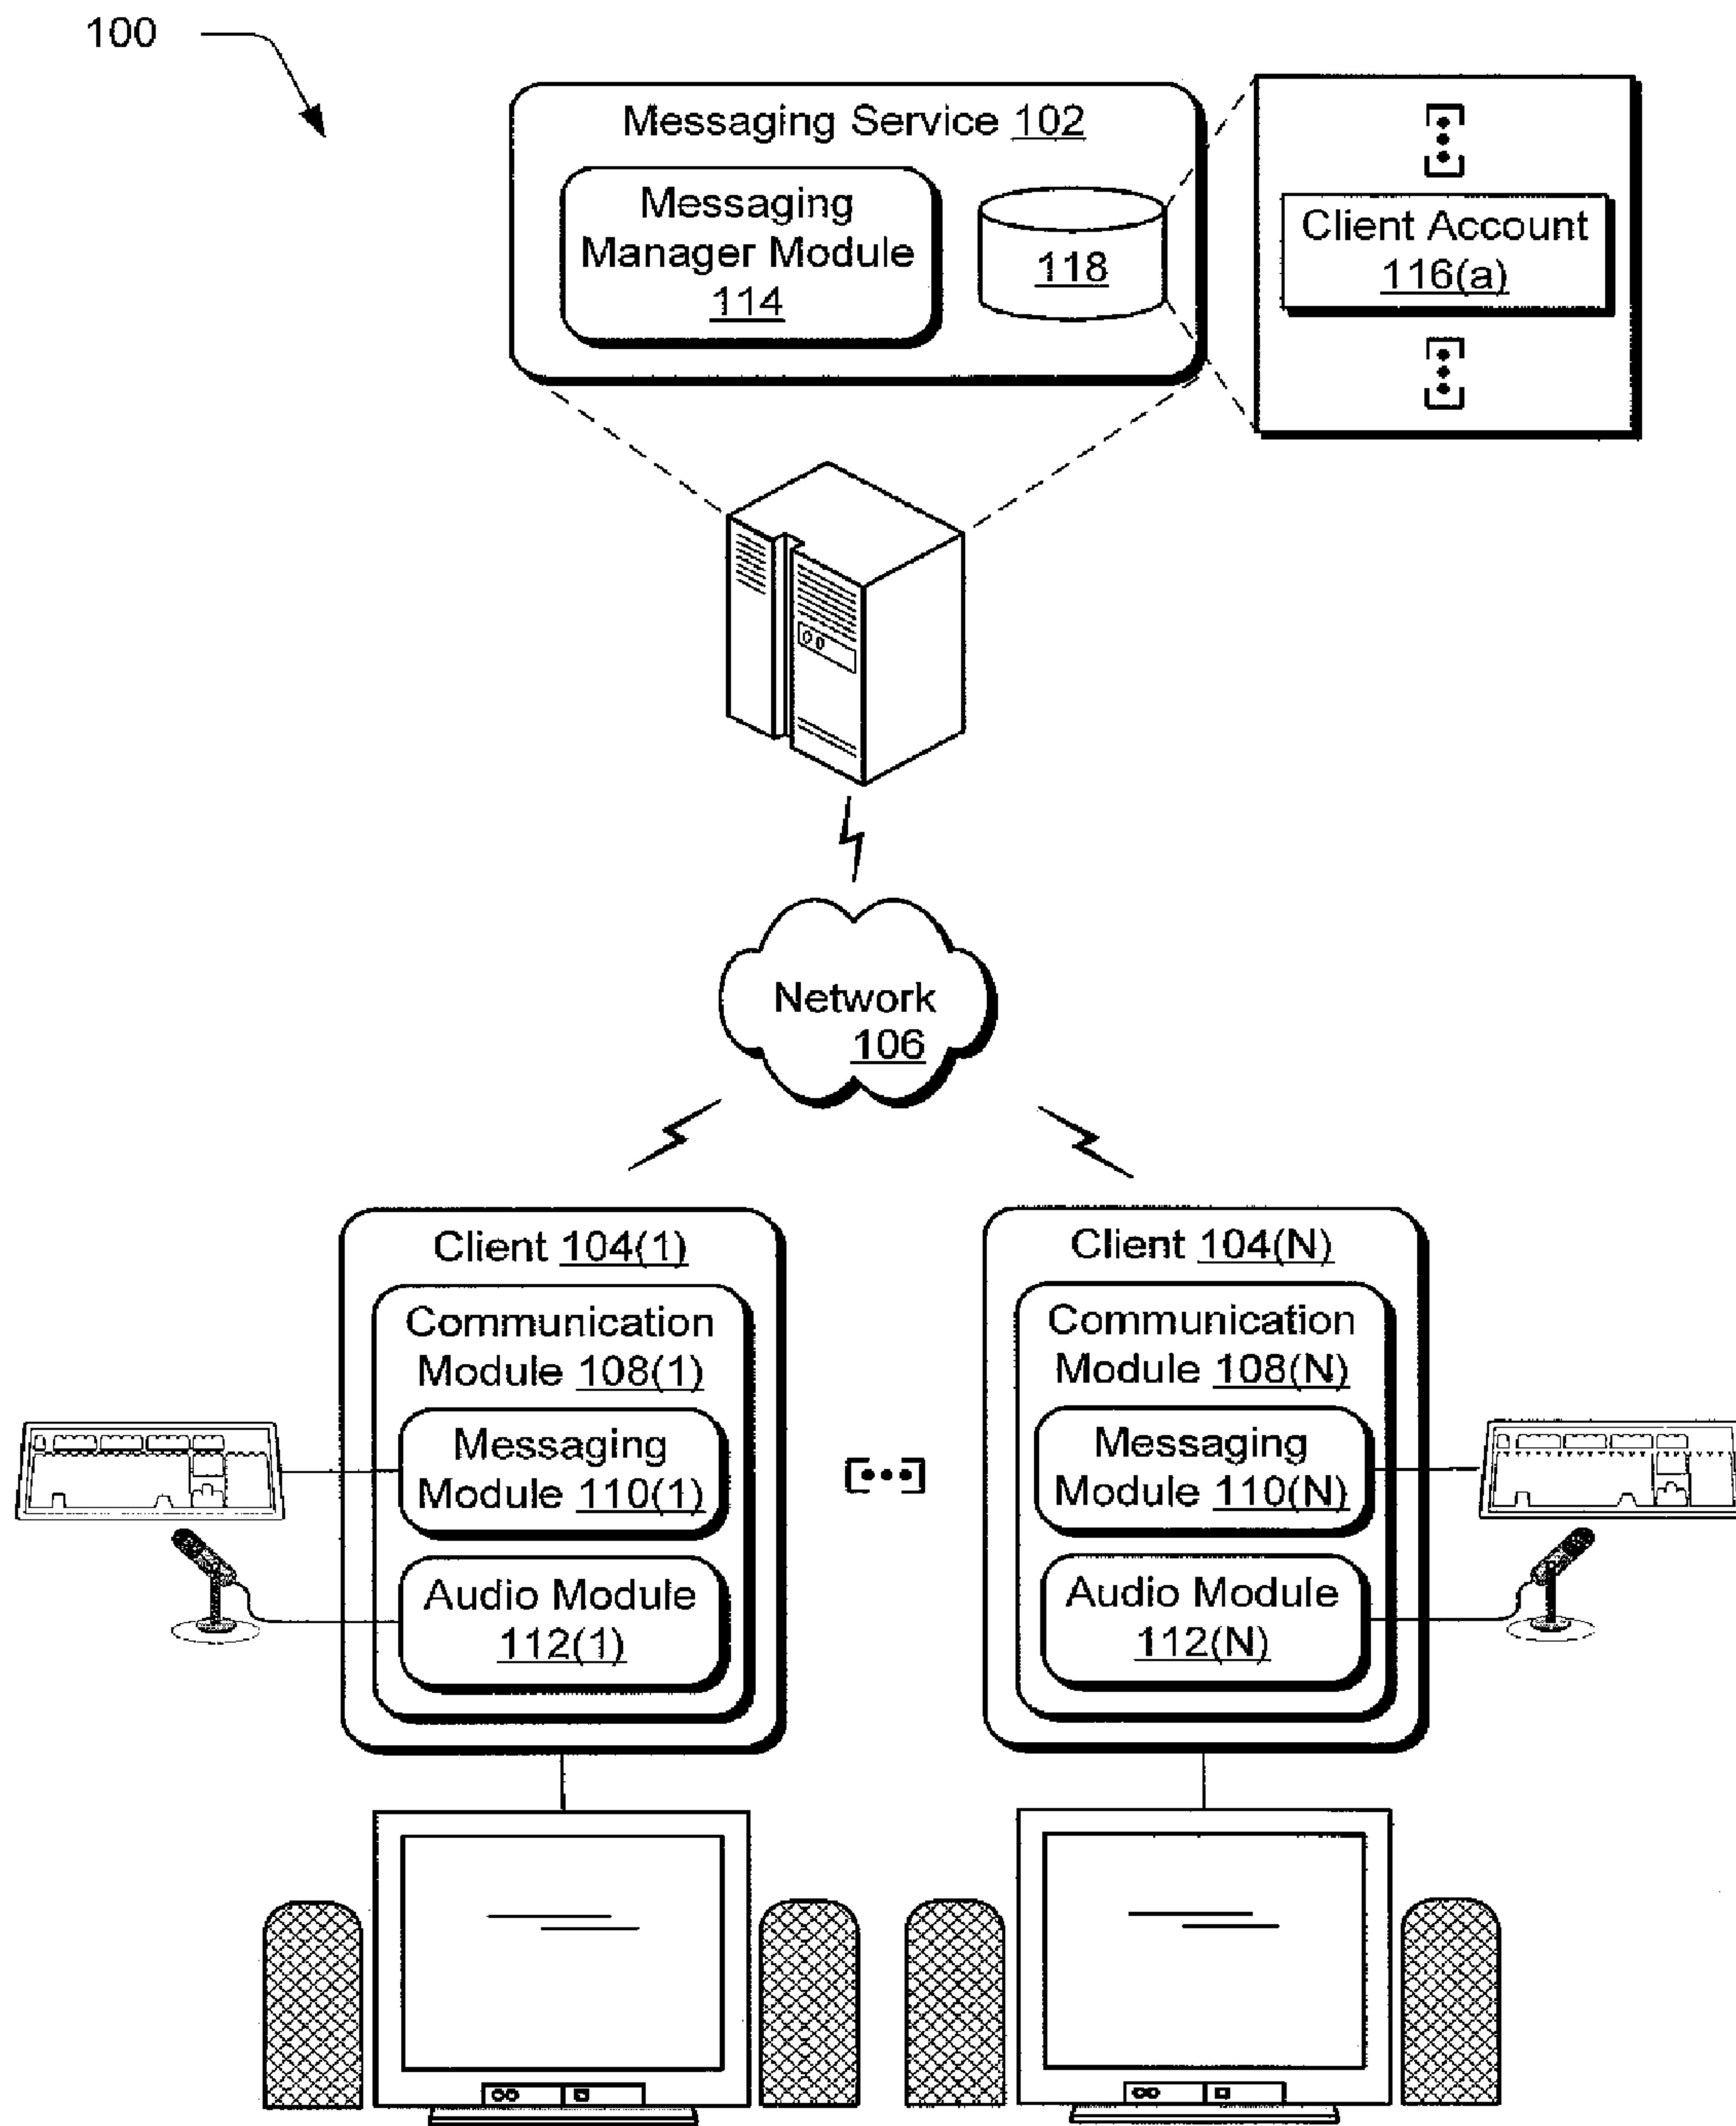 100
Messaging Service 102
Messaging
Manager Module
114
118
Client Account
116(a)
Network
106
Client 104(1)
Communication
Module 108(1)
Messaging
Module 110(1)
Audio Module
112(1)
Client 104(N)
Communication
Module 108(N)
Messaging
Module 110(N)
Audio Module
112(N)